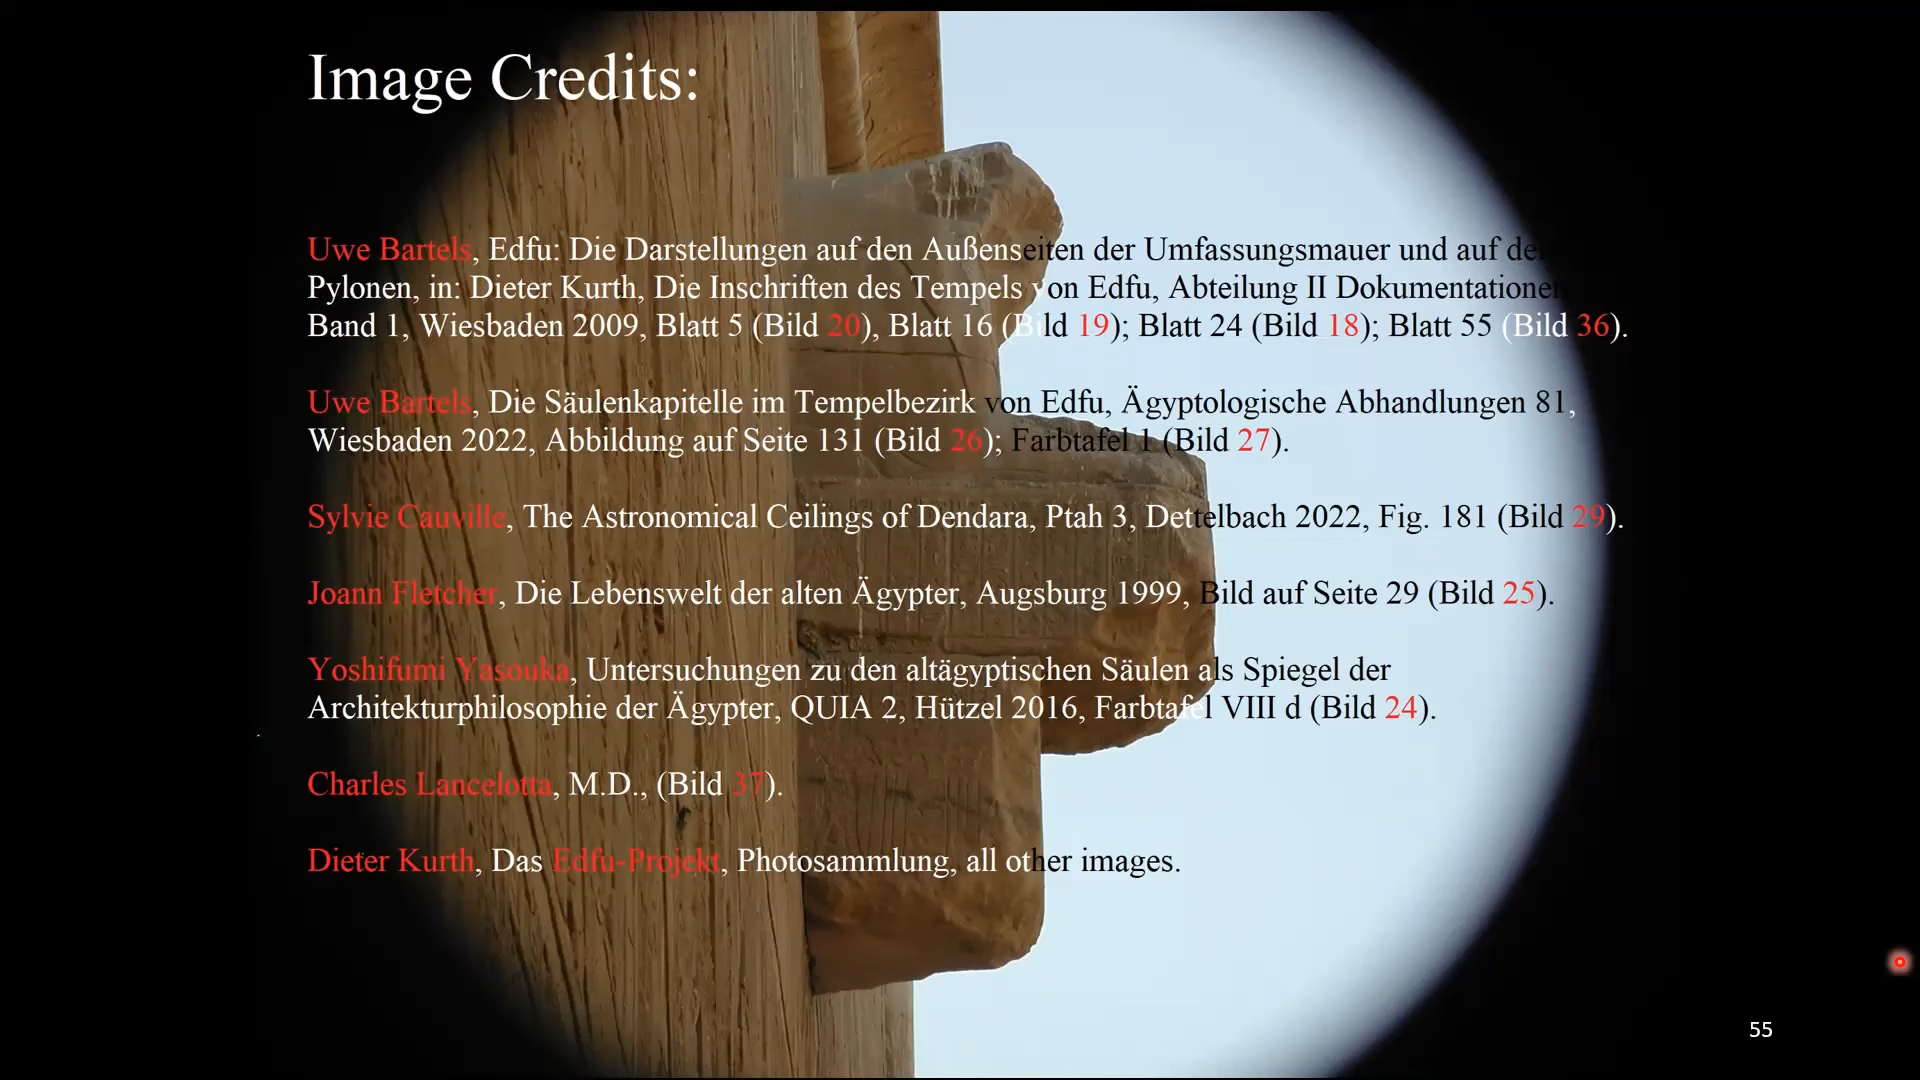 Image Credits:
Uwe Bartels, Edfu: Die Darstellungen auf den Außenseiten der Umfassungsmauer und auf den
Pylonen, in: Dieter Kurth, Die Inschriften des Tempels von Edfu, Abteilung II Dokumentationen
Band 1, Wiesbaden 2009, Blatt 5 (Bild 20), Blatt 16 (Bild 19); Blatt 24 (Bild 18); Blatt 55 (Bild 36).
Uwe Bartels, Die Säulenkapitelle im Tempelbezirk von Edfu, Ägyptologische Abhandlungen 81,
Wiesbaden 2022, Abbildung auf Seite 131 (Bild 26); Farbtafel 1 (Bild 27).
Sylvie Cauville, The Astronomical Ceilings of Dendara, Ptah 3, Dettelbach 2022, Fig. 181 (Bild 29).
Joann Fletcher, Die Lebenswelt der alten Ägypter, Augsburg 1999, Bild auf Seite 29 (Bild 25).
Yoshifumi Yasouka, Untersuchungen zu den altägyptischen Säulen als Spiegel der
Architekturphilosophie der Ägypter, QUIA 2, Hützel 2016, Farbtafel VIII d (Bild 24).
Charles Lancelotta, M.D., (Bild 37).
Dieter Kurth, Das Edfu-Projekt, Photosammlung, all other images.
55